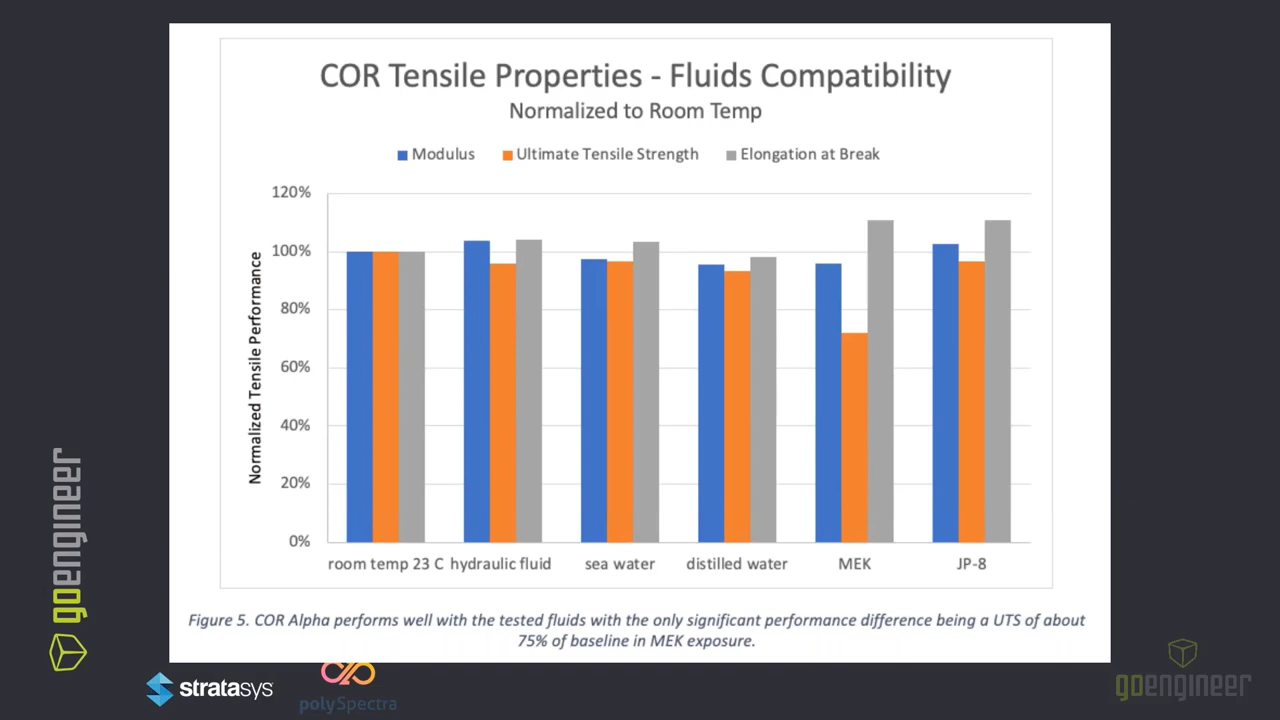 COR Tensile Properties - Fluids Compatibility
Normalized to Room Temp
Modulus Ultimate Tensile Strength Elongation at Break
120%
100%
80%
60%
40%
20%
0%
Normalized Tensile Performance
room temp 23 C hydraulic fluid sea water distilled water MEK JP-8
Figure 5. COR Alpha performs well with the tested fluids with the only significant performance difference being a UTS of about
75% of baseline in MEK exposure.
goengineer
stratasys
polySpectra
goengineer